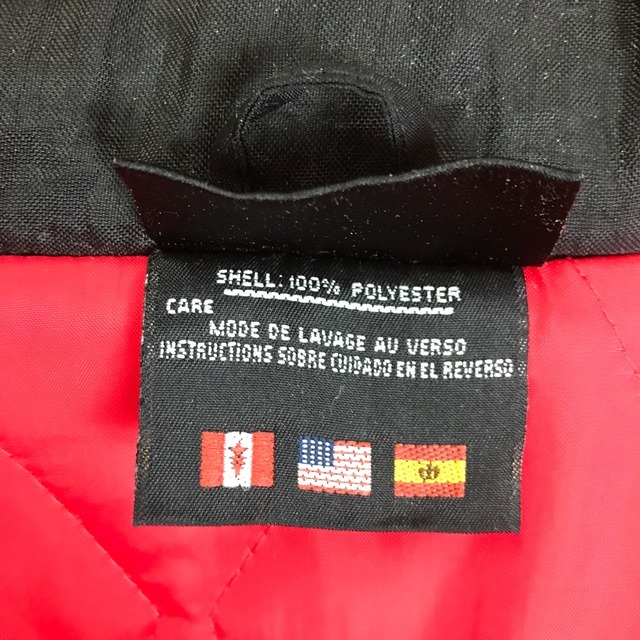 SHELL: 100% POLYESTER
CARE
MODE DE LAVAGE AU VERSO
INSTRUCTIONS SOBRE CUIDADO EN EL REVERSO